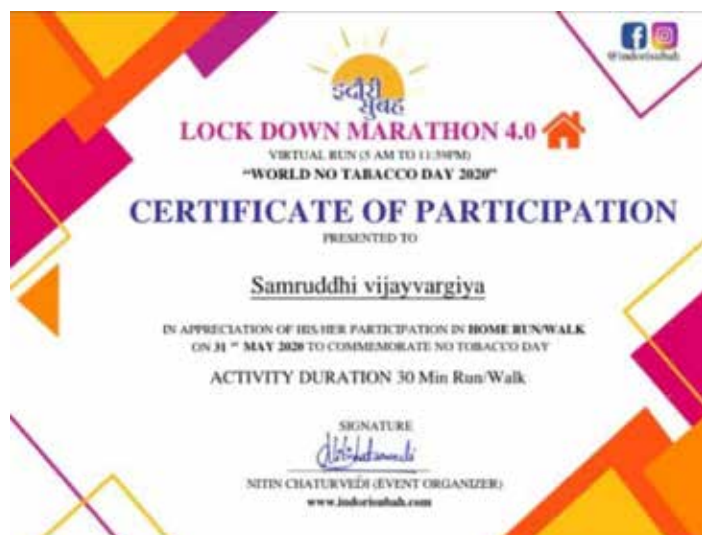 @indorisubah
इंदौरी
सुबह
LOCK DOWN MARATHON 4.0
VIRTUAL RUN (5 AM TO 11:59PM)
“WORLD NO TABACCO DAY 2020”
CERTIFICATE OF PARTICIPATION
PRESENTED TO
Samruddhi vijayvargiya
IN APPRECIATION OF HIS/HER PARTICIPATION IN HOME RUN/WALK
ON 31 ST MAY 2020 TO COMMEMORATE NO TOBACCO DAY
ACTIVITY DURATION 30 Min Run/Walk
SIGNATURE
Nitinchaturvedi
NITIN CHATURVEDI (EVENT ORGANIZER)
www.indorisubah.com